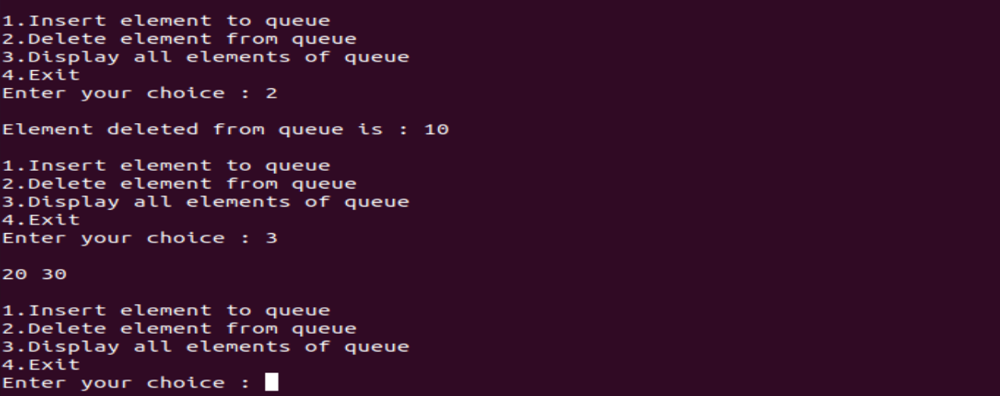 1.Insert element to queue
2.Delete element from queue
3.Display all elements of queue
4.Exit
Enter your choice : 2
Element deleted from queue is : 10
1.Insert element to queue
2.Delete element from queue
3.Display all elements of queue
4.Exit
Enter your choice : 3
20 30
1.Insert element to queue
2.Delete element from queue
3.Display all elements of queue
4.Exit
Enter your choice :